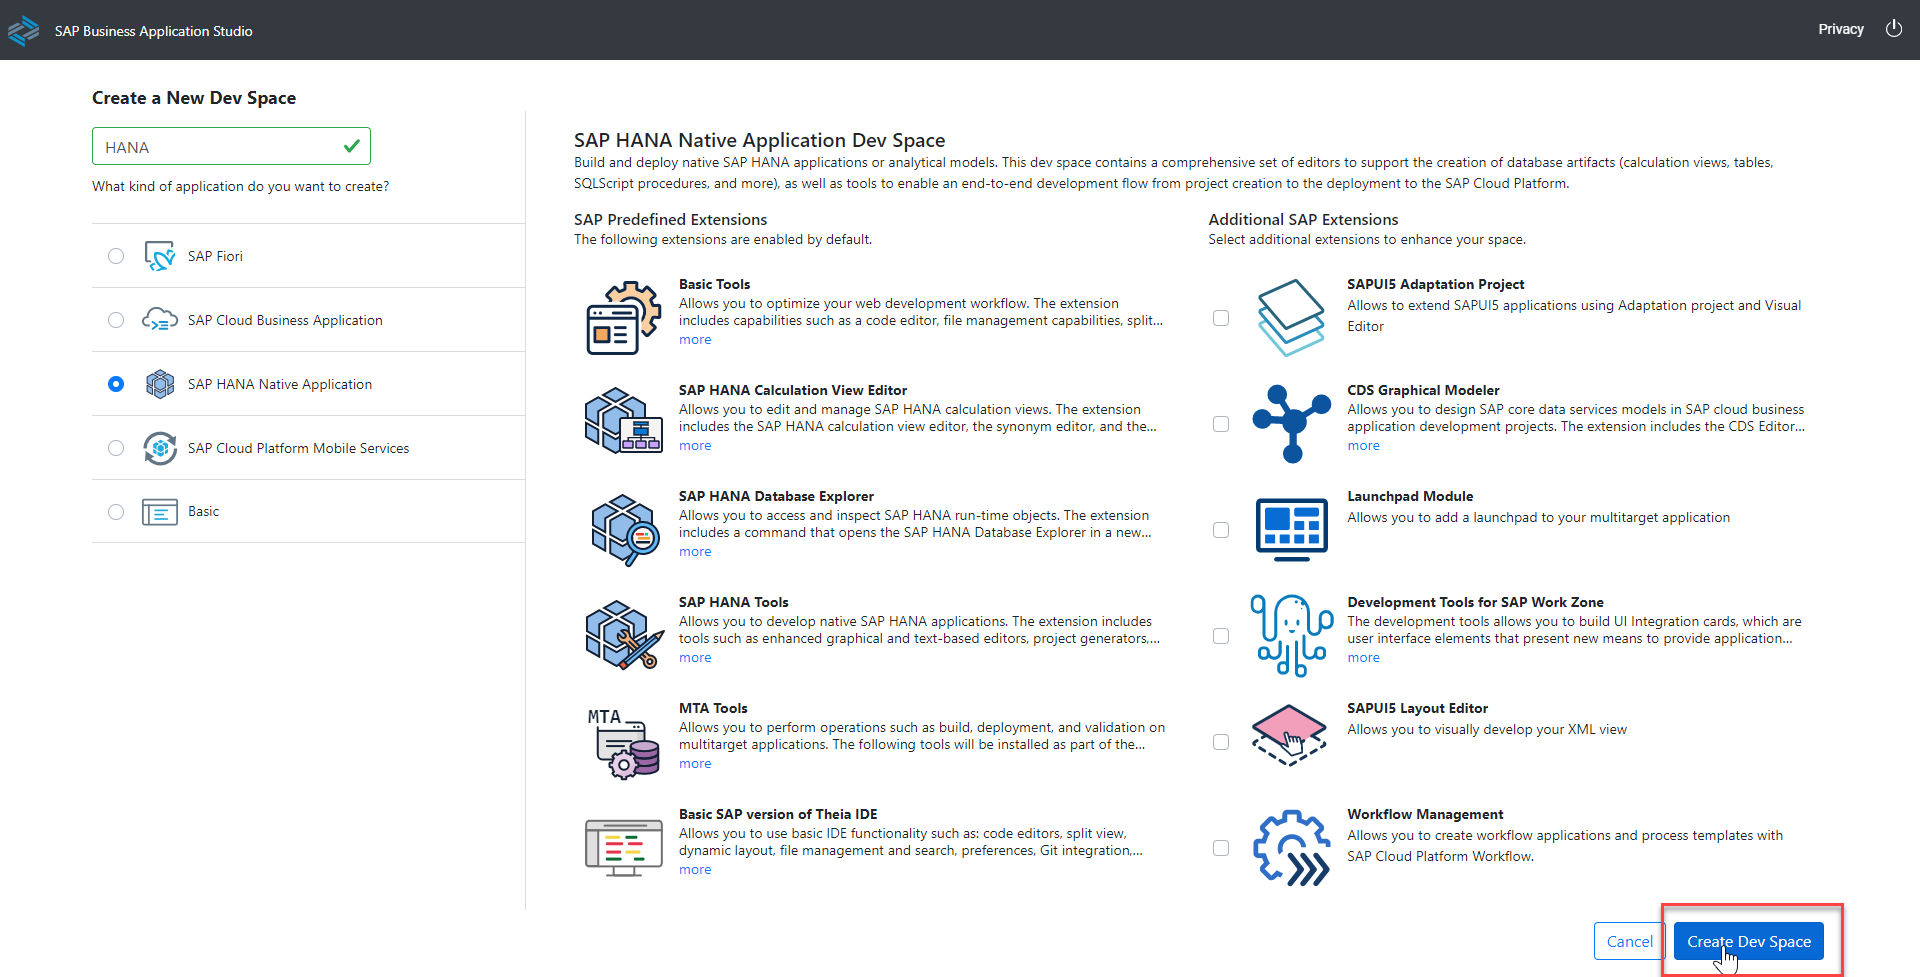 SAP Business Application Studio
Privacy
Create a New Dev Space
HANA
What kind of application do you want to create?
SAP Fiori
SAP Cloud Business Application
SAP HANA Native Application
SAP Cloud Platform Mobile Services
Basic
SAP HANA Native Application Dev Space
Build and deploy native SAP HANA applications or analytical models. This dev space contains a comprehensive set of editors to support the creation of database artifacts (calculation views, tables,
SQLScript procedures, and more), as well as tools to enable an end-to-end development flow from project creation to the deployment to the SAP Cloud Platform.
SAP Predefined Extensions
The following extensions are enabled by default.
Basic Tools
Allows you to optimize your web development workflow. The extension
includes capabilities such as a code editor, file management capabilities, split...
more
SAP HANA Calculation View Editor
Allows you to edit and manage SAP HANA calculation views. The extension
includes the SAP HANA calculation view editor, the synonym editor, and the...
more
SAP HANA Database Explorer
Allows you to access and inspect SAP HANA run-time objects. The extension
includes a command that opens the SAP HANA Database Explorer in a new...
more
SAP HANA Tools
Allows you to develop native SAP HANA applications. The extension includes
tools such as enhanced graphical and text-based editors, project generators,...
more
MTA
MTA Tools
Allows you to perform operations such as build, deployment, and validation on
multitarget applications. The following tools will be installed as part of the...
more
Basic SAP version of Theia IDE
Allows you to use basic IDE functionality such as: code editors, split view,
dynamic layout, file management and search, preferences, Git integration,...
more
Additional SAP Extensions
Select additional extensions to enhance your space.
SAPUI5 Adaptation Project
Allows to extend SAPUI5 applications using Adaptation project and Visual
Editor
CDS Graphical Modeler
Allows you to design SAP core data services models in SAP cloud business
application development projects. The extension includes the CDS Editor...
more
Launchpad Module
Allows you to add a launchpad to your multitarget application
Development Tools for SAP Work Zone
The development tools allows you to build UI Integration cards, which are
user interface elements that present new means to provide application...
more
SAPUI5 Layout Editor
Allows you to visually develop your XML view
Workflow Management
Allows you to create workflow applications and process templates with
SAP Cloud Platform Workflow.
Cancel
Create Dev Space